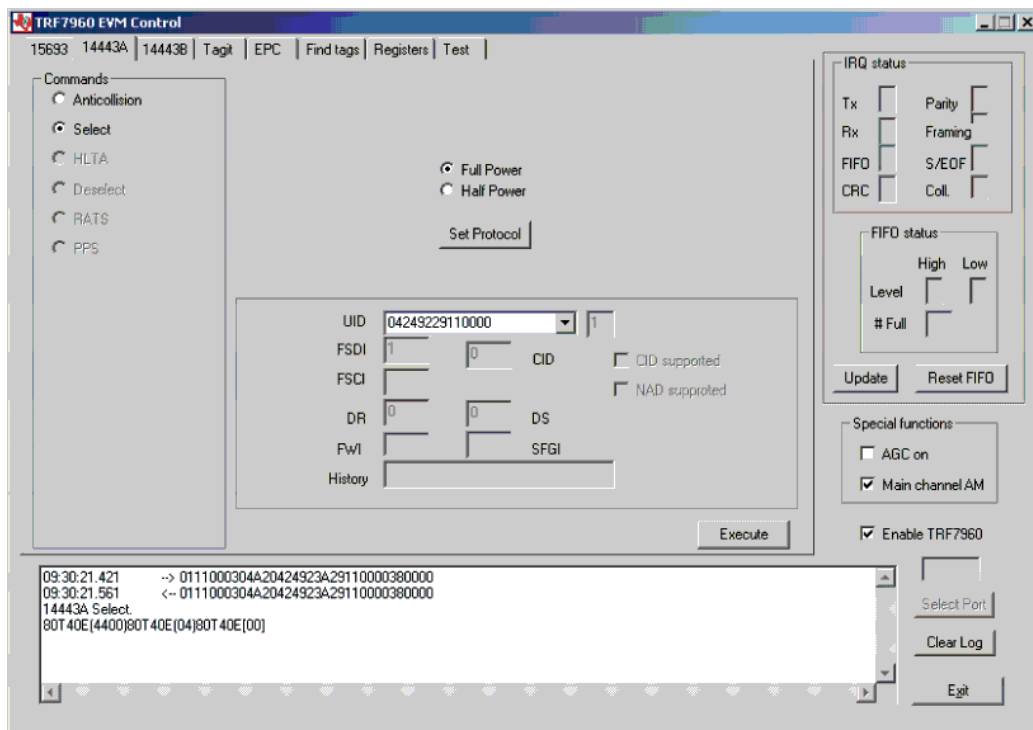 TRF7960 EVM Control
15693 14443A 14443B Tagit EPC Find tags Registers Test
Commands
Anticollision
Select
HLTA
Deselect
RATS
PPS
Full Power
Half Power
Set Protocol
UID 04249229110000 1
FSDI 1 0 CID CID supported
FSCI NAD supproted
DR 0 0 DS
FWI SFGI
History
Execute
IRQ status
Tx Parity
Rx Framing
FIFO S/EOF
CRC Coll.
FIFO status
High Low
Level
# Full
Update Reset FIFO
Special functions
AGC on
Main channel AM
Enable TRF7960
Select Port
Clear Log
Exit
09:30:21.421 --> 0111000304A20424923A29110000380000
09:30:21.561 <-- 0111000304A20424923A29110000380000
14443A Select.
80T40E(4400)80T40E(04)80T40E[00]